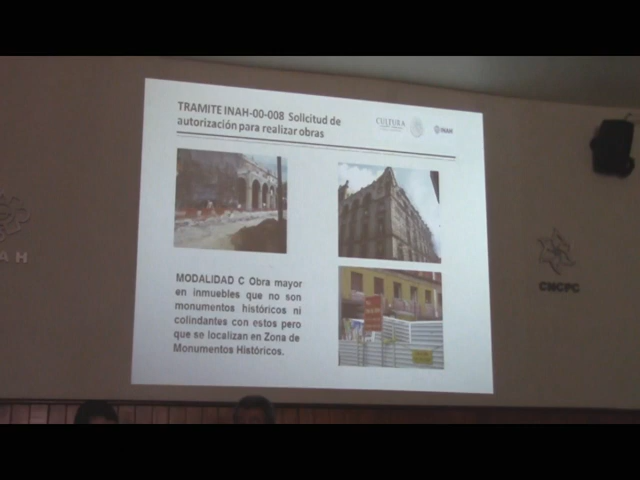 TRAMITE INAH-00-008 Solicitud de
autorización para realizar obras
CULTURA
INAH
MODALIDAD C Obra mayor
en inmuebles que no son
monumentos históricos ni
colindantes con estos pero
que se localizan en Zona de
Monumentos Históricos.
CNCPC